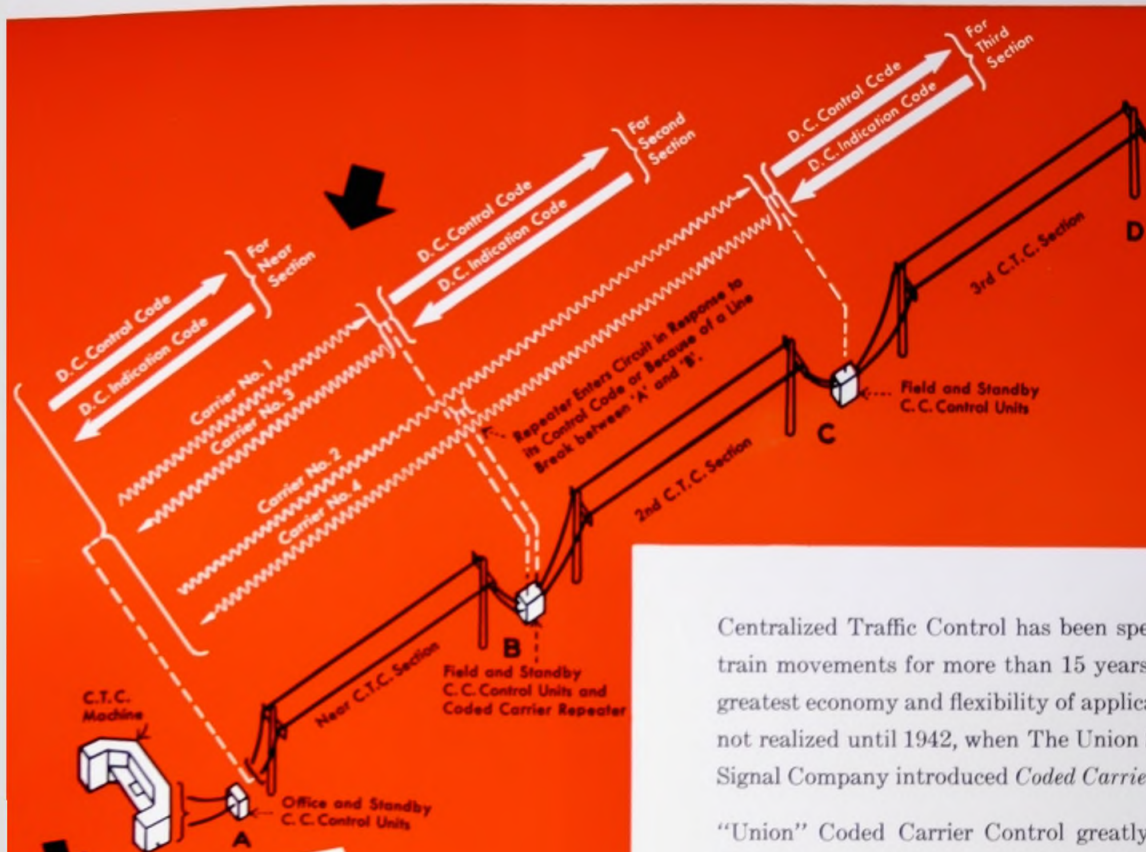 For
Third
Section
D.C. Control Code
D.C. Indication Code
For
Second
Section
D.C. Control Code
D.C. Indication Code
For
Near
Section
D.C. Control Code
D.C. Indication Code
Carrier No. 1
Carrier No. 3
Carrier No. 2
Carrier No. 4
Repeater Enters Circuit in Response to
its Control Code or Because of a Line
Break between 'A' and 'B'.
D
3rd C.T.C. Section
Field and Standby
C.C. Control Units
C
2nd C.T.C. Section
B
Field and Standby
C.C. Control Units and
Coded Carrier Repeater
Near C.T.C. Section
C.T.C.
Machine
Office and Standby
C.C. Control Units
A
Centralized Traffic Control has been spe
train movements for more than 15 years
greatest economy and flexibility of applica
not realized until 1942, when The Union
Signal Company introduced Coded Carrie
“Union” Coded Carrier Control greatly